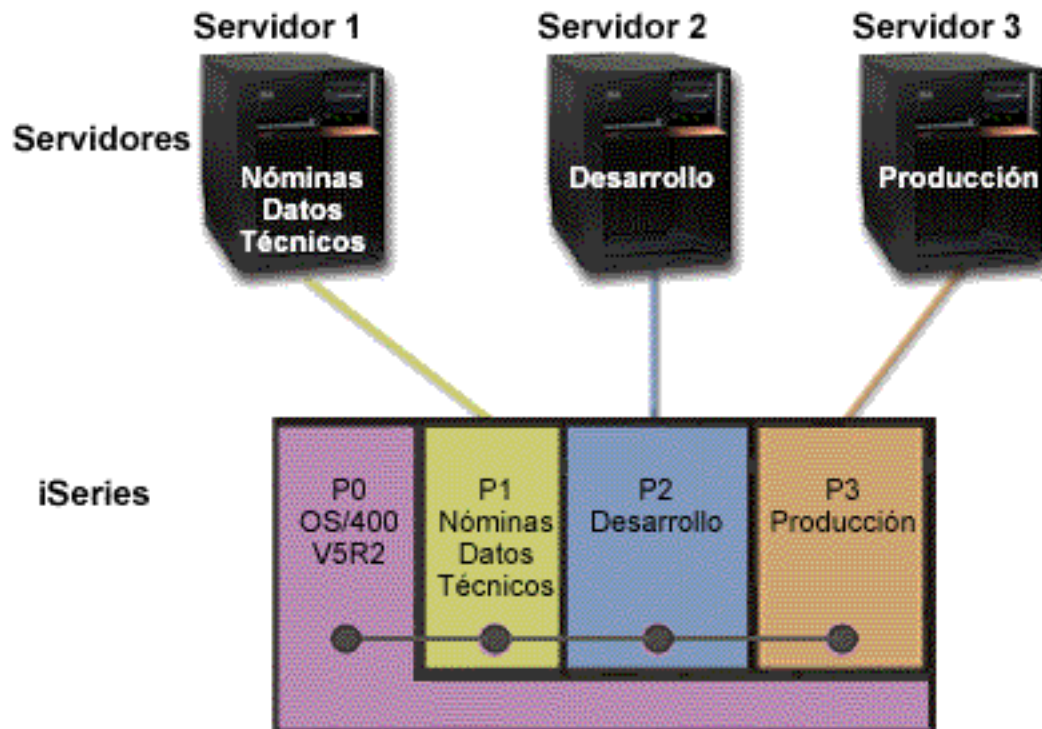 Servidor 1
Servidor 2
Servidor 3
Servidores
Nóminas
Datos
Técnicos
Desarrollo
Producción
iSeries
P0
OS/400
V5R2
P1
Nóminas
Datos
Técnicos
P2
Desarrollo
P3
Producción